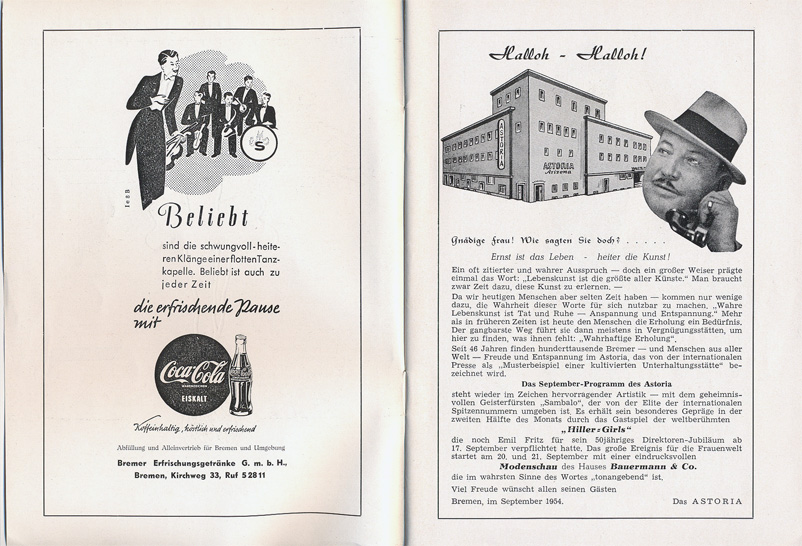 S
IezB
Beliebt
sind die schwungvoll-heite-
ren Klänge einer flotten Tanz-
kapelle. Beliebt ist auch zu
jeder Zeit
die erfrischende Pause
mit
Coca-Cola
EISKALT
Koffeinhaltig, köstlich und erfrischend
Abfüllung und Alleinvertrieb für Bremen und Umgebung
Bremer Erfrischungsgetränke G. m. b. H.,
Bremen, Kirchweg 33, Ruf 5 28 11
Halloh - Halloh!
ASTORIA
ASTORIA
Arizona
Gnädige Frau! Wie sagten Sie doch? . . . . .
Ernst ist das Leben - heiter die Kunst!
Ein oft zitierter und wahrer Ausspruch — doch ein großer Weiser prägte
einmal das Wort: „Lebenskunst ist die größte aller Künste.“ Man braucht
zwar Zeit dazu, diese Kunst zu erlernen. —
Da wir heutigen Menschen aber selten Zeit haben — kommen nur wenige
dazu, die Wahrheit dieser Worte für sich nutzbar zu machen. „Wahre
Lebenskunst ist Tat und Ruhe — Anspannung und Entspannung.“ Mehr
als in früheren Zeiten ist heute den Menschen die Erholung ein Bedürfnis.
Der gangbarste Weg führt sie dann meistens in Vergnügungsstätten, um
hier zu finden, was ihnen fehlt: „Wahrhaftige Erholung“.
Seit 46 Jahren finden hunderttausende Bremer — und Menschen aus aller
Welt — Freude und Entspannung im Astoria, das von der internationalen
Presse als „Musterbeispiel einer kultivierten Unterhaltungsstätte“ be-
zeichnet wird.
Das September-Programm des Astoria
steht wieder im Zeichen hervorragender Artistik — mit dem geheimnis-
vollen Geisterfürsten „Sambalo“, der von der Elite der internationalen
Spitzennummern umgeben ist. Es erhält sein besonderes Gepräge in der
zweiten Hälfte des Monats durch das Gastspiel der weltberühmten
„Hiller-Girls“
die noch Emil Fritz für sein 50jähriges Direktoren-Jubiläum ab
17. September verpflichtet hatte. Das große Ereignis für die Frauenwelt
startet am 20. und 21. September mit einer eindrucksvollen
Modenschau des Hauses Bauermann & Co.
die im wahrsten Sinne des Wortes „tonangebend“ ist.
Viel Freude wünscht allen seinen Gästen
Bremen, im September 1954. Das ASTORIA